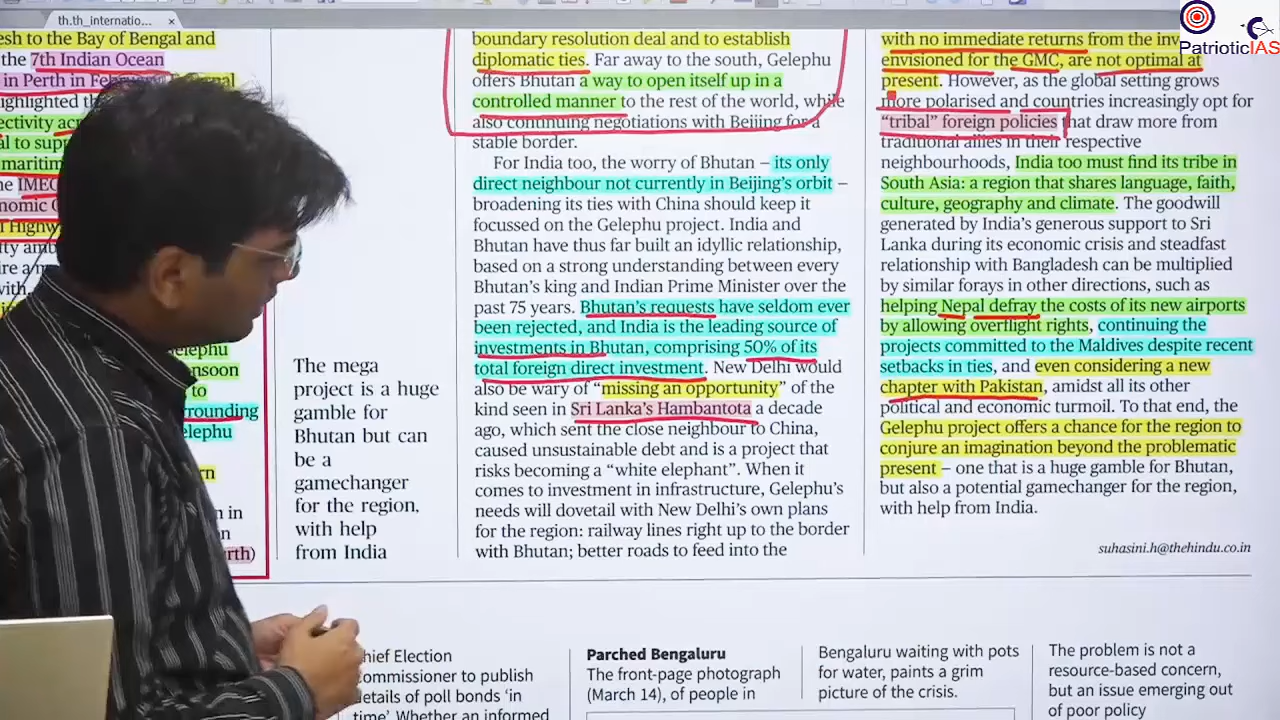 th.th_internatio...
PatrioticIAS
esh to the Bay of Bengal and
the 7th Indian Ocean
in Perth in
ighlighted
al to
maritim
he IMEC
nomic
l Highw
with
elephu
onsoon
to
rrounding
elephu
n in
rth)
The mega
project is a huge
gamble for
Bhutan but can
be a
gamechanger
for the region,
with help
from India
boundary resolution deal and to establish
diplomatic ties. Far away to the south, Gelephu
offers Bhutan a way to open itself up in a
controlled manner to the rest of the world, while
also continuing negotiations with Beijing for a
stable border.
For India too, the worry of Bhutan – its only
direct neighbour not currently in Beijing's orbit –
broadening its ties with China should keep it
focussed on the Gelephu project. India and
Bhutan have thus far built an idyllic relationship,
based on a strong understanding between every
Bhutan's king and Indian Prime Minister over the
past 75 years. Bhutan's requests have seldom ever
been rejected, and India is the leading source of
investments in Bhutan, comprising 50% of its
total foreign direct investment. New Delhi would
also be wary of “missing an opportunity” of the
kind seen in Sri Lanka's Hambantota a decade
ago, which sent the close neighbour to China,
caused unsustainable debt and is a project that
risks becoming a “white elephant”. When it
comes to investment in infrastructure, Gelephu's
needs will dovetail with New Delhi's own plans
for the region: railway lines right up to the border
with Bhutan; better roads to feed into the
with no immediate returns from the inv
envisioned for the GMC, are not optimal at
present. However, as the global setting grows
more polarised and countries increasingly opt for
“tribal” foreign policies that draw more from
traditional allies in their respective
neighbourhoods, India too must find its tribe in
South Asia: a region that shares language, faith,
culture, geography and climate. The goodwill
generated by India's generous support to Sri
Lanka during its economic crisis and steadfast
relationship with Bangladesh can be multiplied
by similar forays in other directions, such as
helping Nepal defray the costs of its new airports
by allowing overflight rights, continuing the
projects committed to the Maldives despite recent
setbacks in ties, and even considering a new
chapter with Pakistan, amidst all its other
political and economic turmoil. To that end, the
Gelephu project offers a chance for the region to
conjure an imagination beyond the problematic
present – one that is a huge gamble for Bhutan,
but also a potential gamechanger for the region,
with help from India.
suhasini.h@thehindu.co.in
hief Election
ommissioner to publish
details of poll bonds ‘in
time’ Whether an informed
Parched Bengaluru
The front-page photograph
(March 14), of people in
Bengaluru waiting with pots
for water, paints a grim
picture of the crisis.
The problem is not a
resource-based concern,
but an issue emerging out
of poor policy